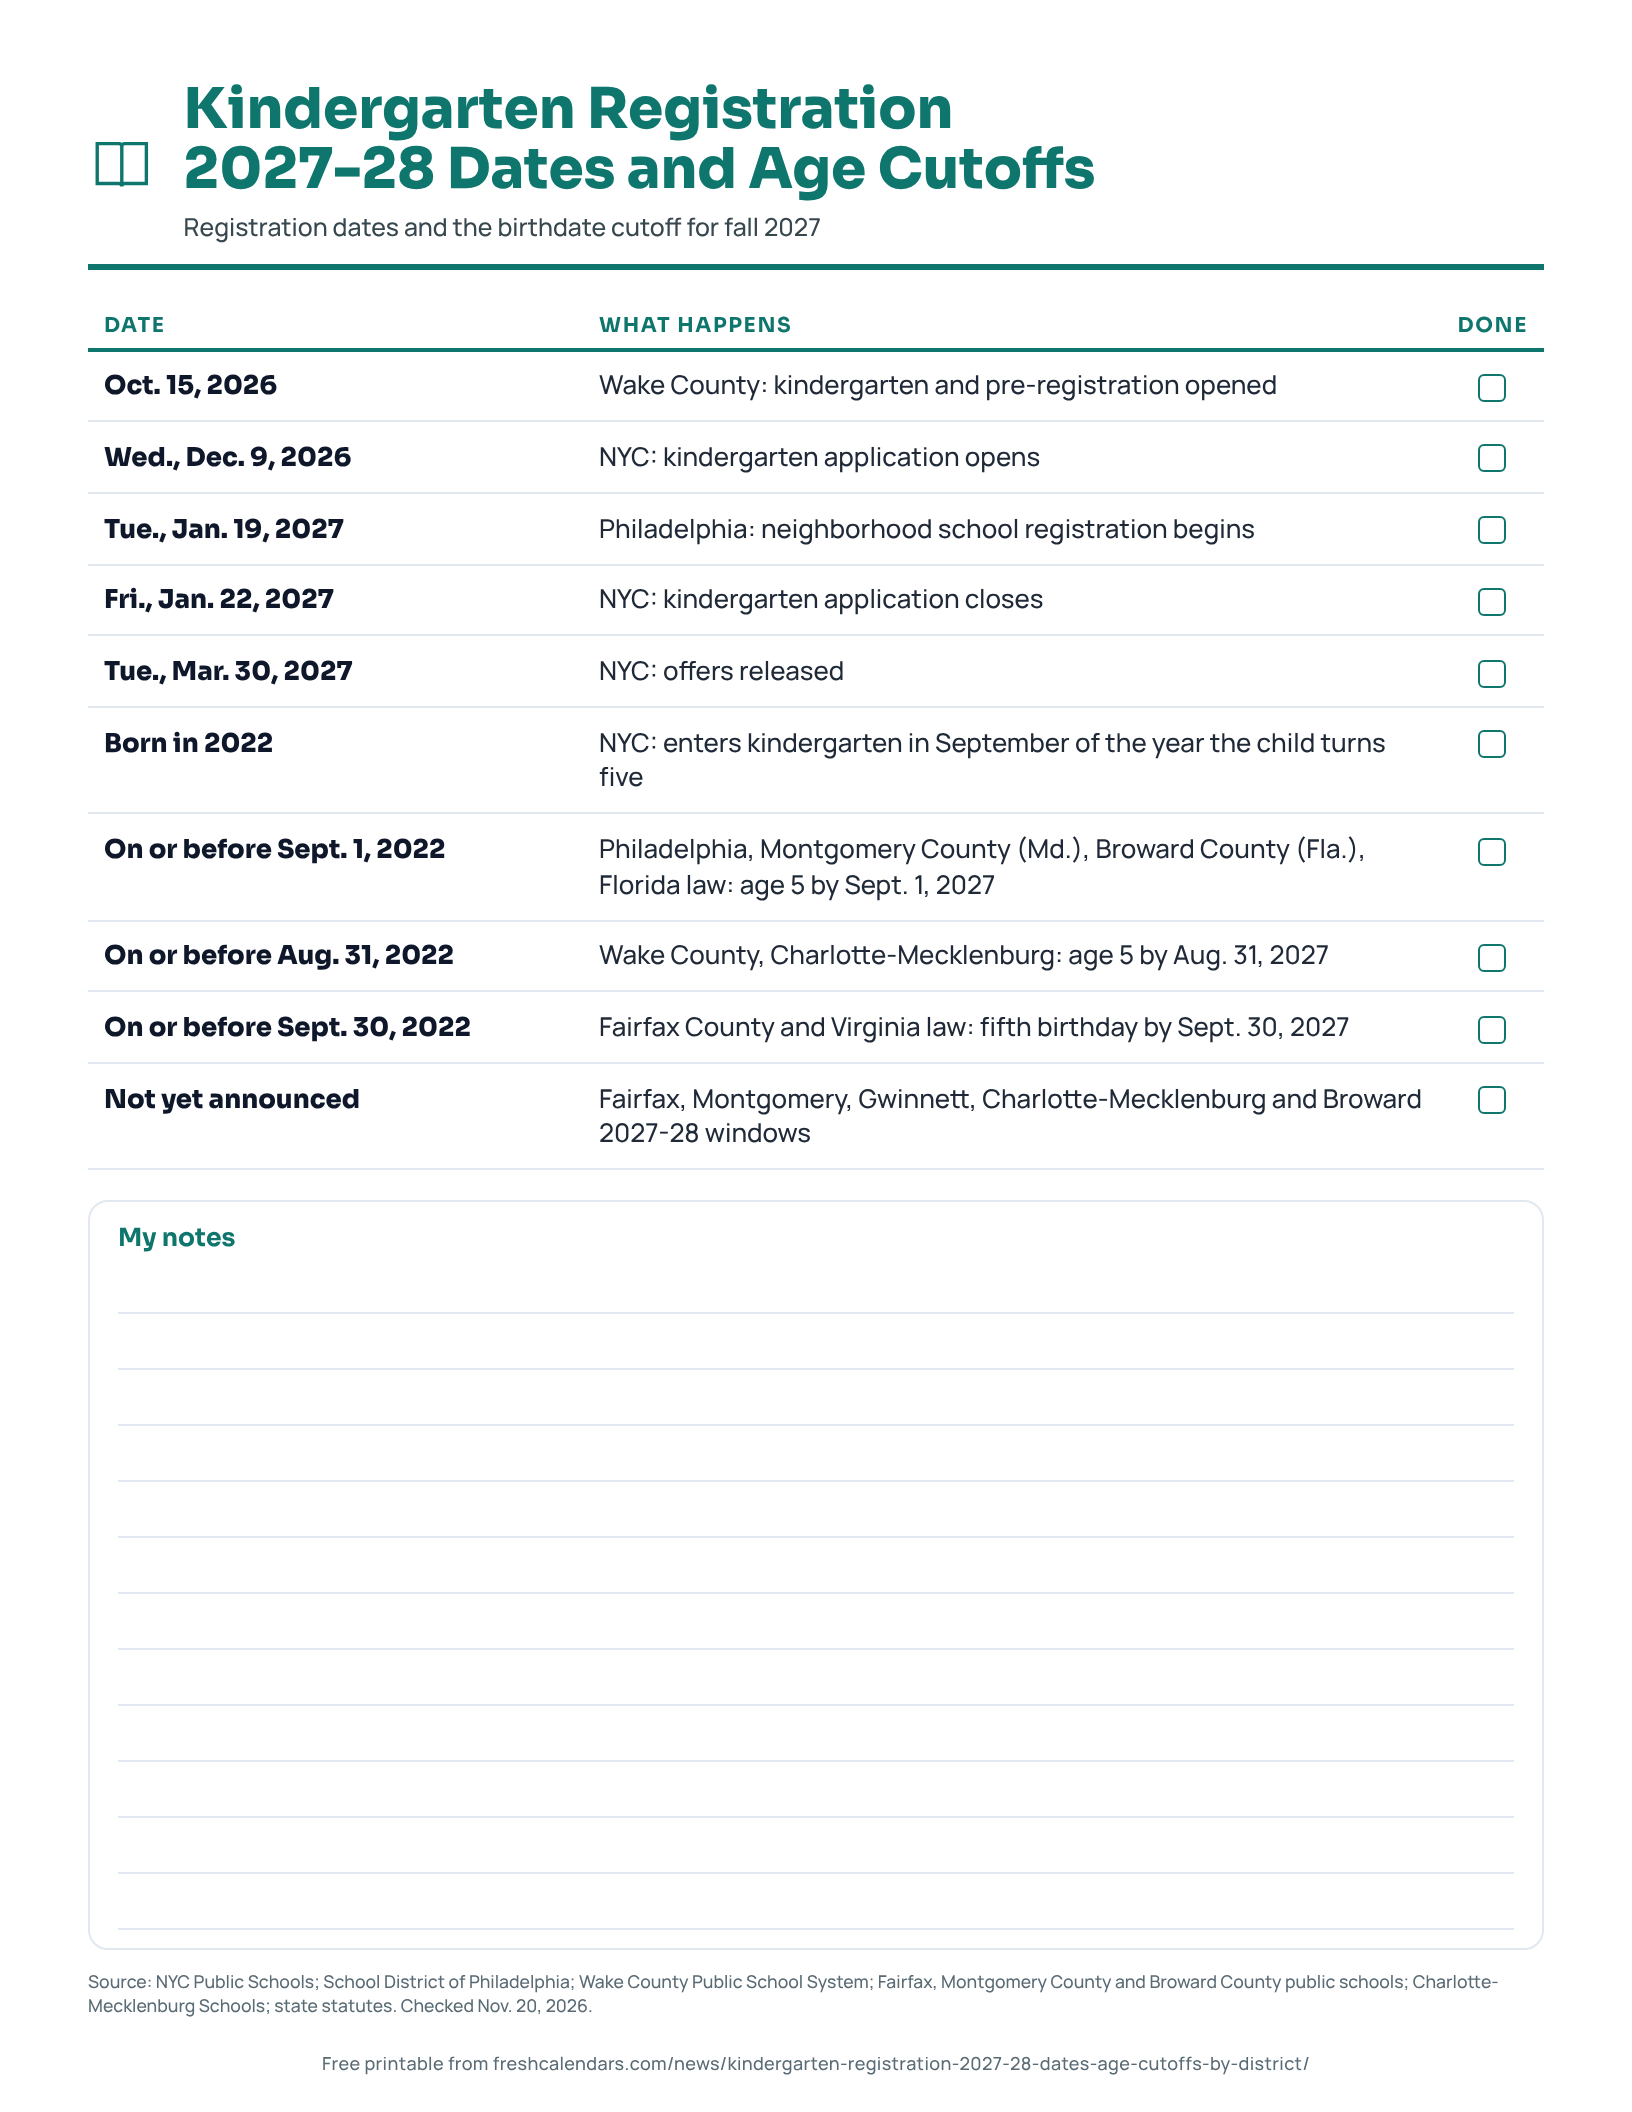 Kindergarten Registration
2027–28 Dates and Age Cutoffs
Registration dates and the birthdate cutoff for fall 2027
DATE WHAT HAPPENS DONE
Oct. 15, 2026 Wake County: kindergarten and pre-registration opened
Wed., Dec. 9, 2026 NYC: kindergarten application opens
Tue., Jan. 19, 2027 Philadelphia: neighborhood school registration begins
Fri., Jan. 22, 2027 NYC: kindergarten application closes
Tue., Mar. 30, 2027 NYC: offers released
Born in 2022 NYC: enters kindergarten in September of the year the child turns
five
On or before Sept. 1, 2022 Philadelphia, Montgomery County (Md.), Broward County (Fla.),
Florida law: age 5 by Sept. 1, 2027
On or before Aug. 31, 2022 Wake County, Charlotte-Mecklenburg: age 5 by Aug. 31, 2027
On or before Sept. 30, 2022 Fairfax County and Virginia law: fifth birthday by Sept. 30, 2027
Not yet announced Fairfax, Montgomery, Gwinnett, Charlotte-Mecklenburg and Broward
2027-28 windows
My notes
Source: NYC Public Schools; School District of Philadelphia; Wake County Public School System; Fairfax, Montgomery County and Broward County public schools; Charlotte-
Mecklenburg Schools; state statutes. Checked Nov. 20, 2026.
Free printable from freshcalendars.com/news/kindergarten-registration-2027-28-dates-age-cutoffs-by-district/